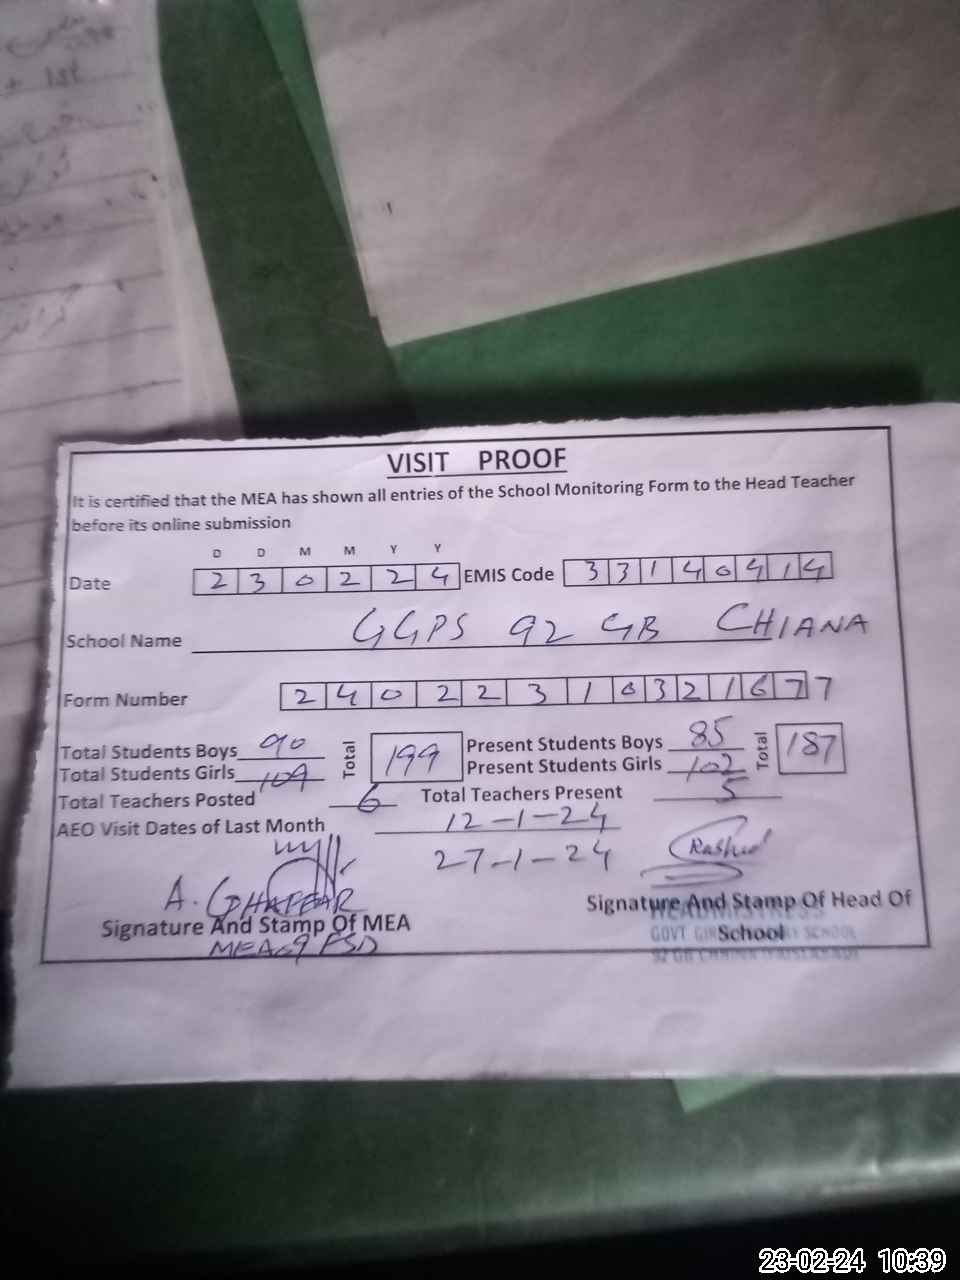 VISIT PROOF
It is certified that the MEA has shown all entries of the School Monitoring Form to the Head Teacher
before its online submission
D D M M Y Y
Date 2 3 0 2 2 4 EMIS Code 3 3 1 4 0 4 1 4
School Name GGPS 92 GB CHIANA
Form Number 2 4 0 2 2 3 1 0 3 2 1 6 7 7
Total Students Boys 90 Total 199 Present Students Boys 85 Total 187
Total Students Girls 109 Present Students Girls 102
Total Teachers Posted 6 Total Teachers Present 5
AEO Visit Dates of Last Month 12-1-24
27-1-24
Rashid
A. GHAFFAR
Signature And Stamp Of MEA
Signature And Stamp Of Head Of
School
HEADMISTRESS
GOVT SCHOOL
92 GB
23-02-24 10:39